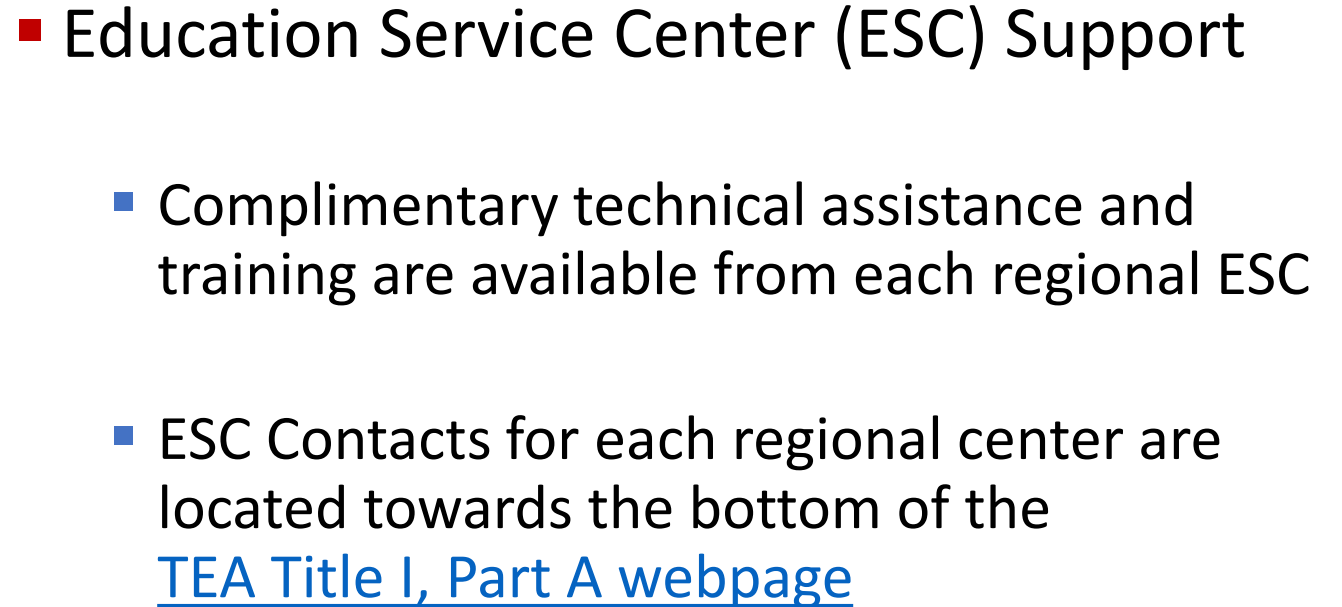 Education Service Center (ESC) Support
Complimentary technical assistance and
training are available from each regional ESC
ESC Contacts for each regional center are
located towards the bottom of the
TEA Title I, Part A webpage